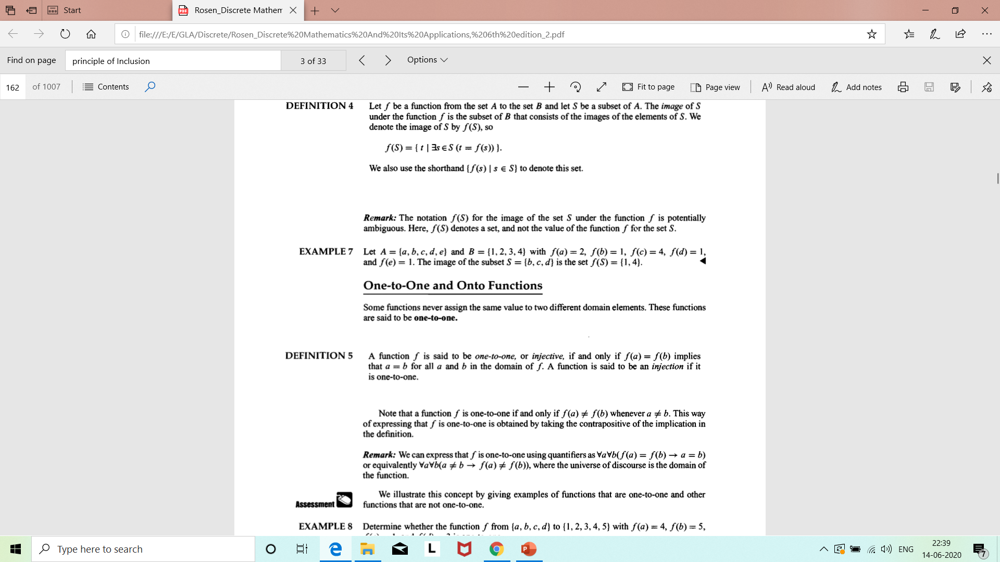 Start
Rosen_Discrete Mathem
file:///E:/E/GLA/Discrete/Rosen_Discrete%20Mathematics%20And%20Its%20Applications,%206th%20edition_2.pdf
Find on page
principle of Inclusion
3 of 33
Options
162 of 1007
Contents
Fit to page
Page view
Read aloud
Add notes
DEFINITION 4
Let f be a function from the set A to the set B and let S be a subset of A. The image of S
under the function f is the subset of B that consists of the images of the elements of S. We
denote the image of S by f(S), so
f(S) = { t | ∃s ∈ S (t = f(s)) }.
We also use the shorthand {f(s) | s ∈ S} to denote this set.
Remark: The notation f(S) for the image of the set S under the function f is potentially
ambiguous. Here, f(S) denotes a set, and not the value of the function f for the set S.
EXAMPLE 7
Let A = {a, b, c, d, e} and B = {1, 2, 3, 4} with f(a) = 2, f(b) = 1, f(c) = 4, f(d) = 1,
and f(e) = 1. The image of the subset S = {b, c, d} is the set f(S) = {1, 4}.
One-to-One and Onto Functions
Some functions never assign the same value to two different domain elements. These functions
are said to be one-to-one.
DEFINITION 5
A function f is said to be one-to-one, or injective, if and only if f(a) = f(b) implies
that a = b for all a and b in the domain of f. A function is said to be an injection if it
is one-to-one.
Note that a function f is one-to-one if and only if f(a) ≠ f(b) whenever a ≠ b. This way
of expressing that f is one-to-one is obtained by taking the contrapositive of the implication in
the definition.
Remark: We can express that f is one-to-one using quantifiers as ∀a∀b(f(a) = f(b) → a = b)
or equivalently ∀a∀b(a ≠ b → f(a) ≠ f(b)), where the universe of discourse is the domain of
the function.
Assessment
We illustrate this concept by giving examples of functions that are one-to-one and other
functions that are not one-to-one.
EXAMPLE 8
Determine whether the function f from {a, b, c, d} to {1, 2, 3, 4, 5} with f(a) = 4, f(b) = 5,
Type here to search
L
ENG
22:39
14-06-2020
7